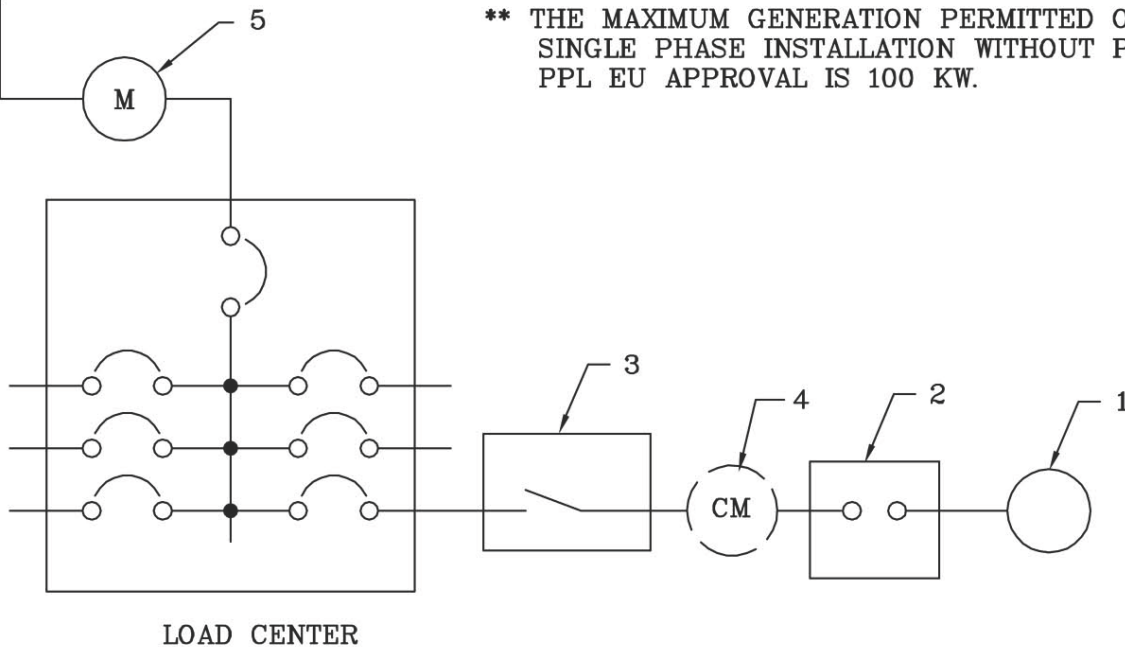 5
** THE MAXIMUM GENERATION PERMITTED
SINGLE PHASE INSTALLATION WITHOUT
PPL EU APPROVAL IS 100 KW.
M
3
4
2
1
CM
LOAD CENTER